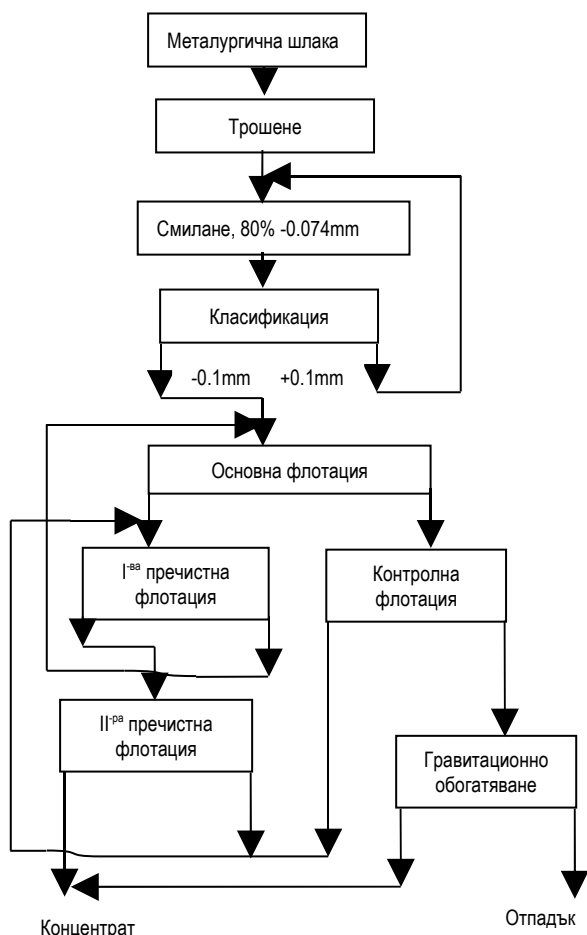 Металургична шлака
Трошене
Смилане, 80% -0.074mm
Класификация
-0.1mm +0.1mm
Основна флотация
I-ва пречистна
флотация
Контролна
флотация
II-ра пречистна
флотация
Гравитационно
обогатяване
Концентрат
Отпадък